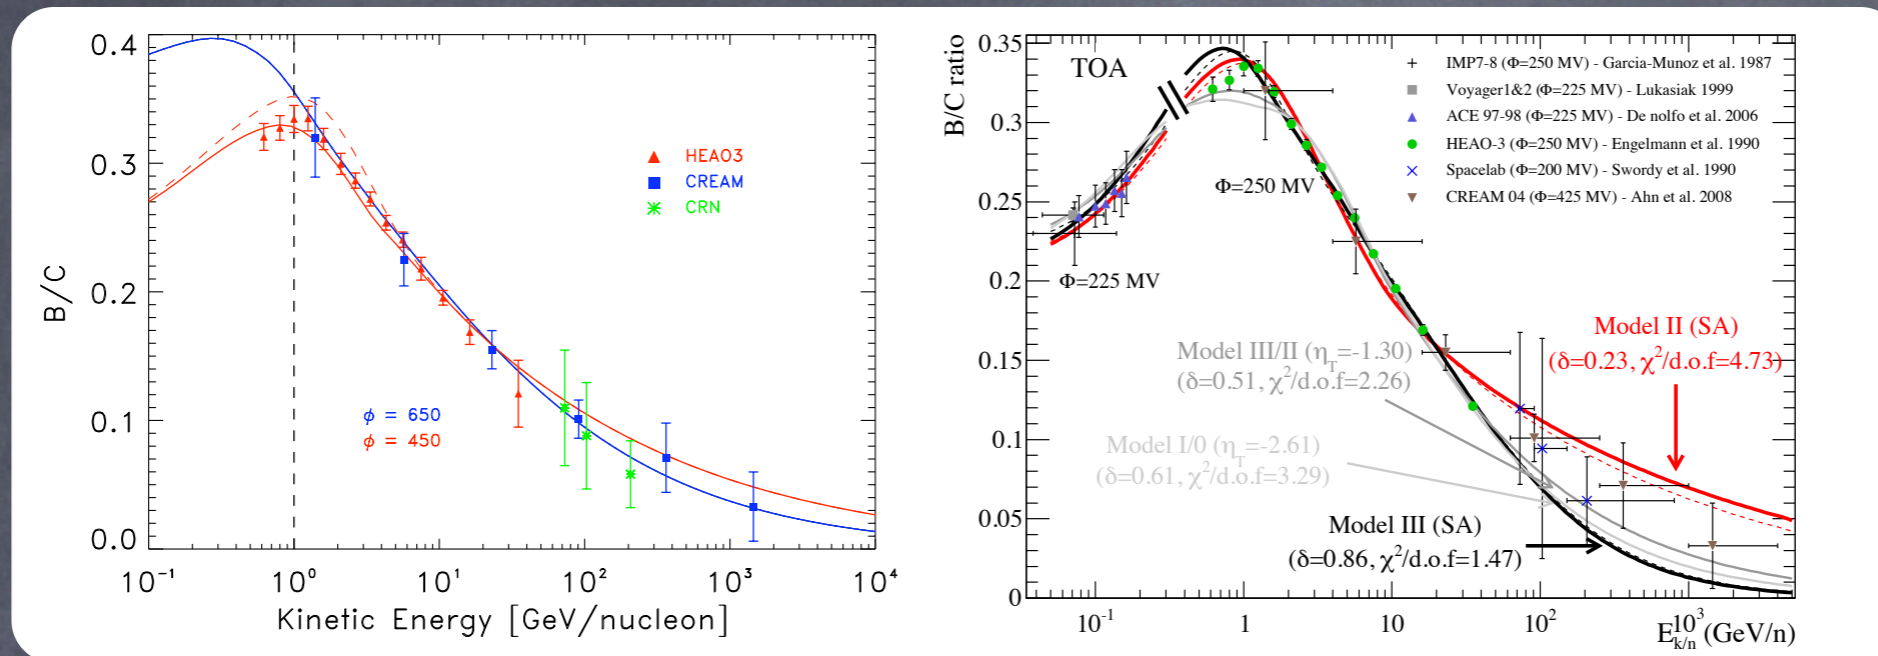 0.4
0.3
0.2
0.1
0.0
B/C
HEAO3
CREAM
CRN
ϕ = 650
ϕ = 450
10⁻¹ 10⁰ 10¹ 10² 10³ 10⁴
Kinetic Energy [GeV/nucleon]
B/C ratio
0.35
0.3
0.25
0.2
0.15
0.1
0.05
0
TOA
IMP7-8 (Φ=250 MV) - Garcia-Munoz et al. 1987
Voyager1&2 (Φ=225 MV) - Lukasiak 1999
ACE 97-98 (Φ=225 MV) - De nolfo et al. 2006
HEAO-3 (Φ=250 MV) - Engelmann et al. 1990
Spacelab (Φ=200 MV) - Swordy et al. 1990
CREAM 04 (Φ=425 MV) - Ahn et al. 2008
Φ=250 MV
Φ=225 MV
Model II (SA)
(δ=0.23, χ²/d.o.f=4.73)
Model III/II (η_T=-1.30)
(δ=0.51, χ²/d.o.f=2.26)
Model I/0 (η_T=-2.61)
(δ=0.61, χ²/d.o.f=3.29)
Model III (SA)
(δ=0.86, χ²/d.o.f=1.47)
10⁻¹ 1 10 10² 10³
E_k/n (GeV/n)